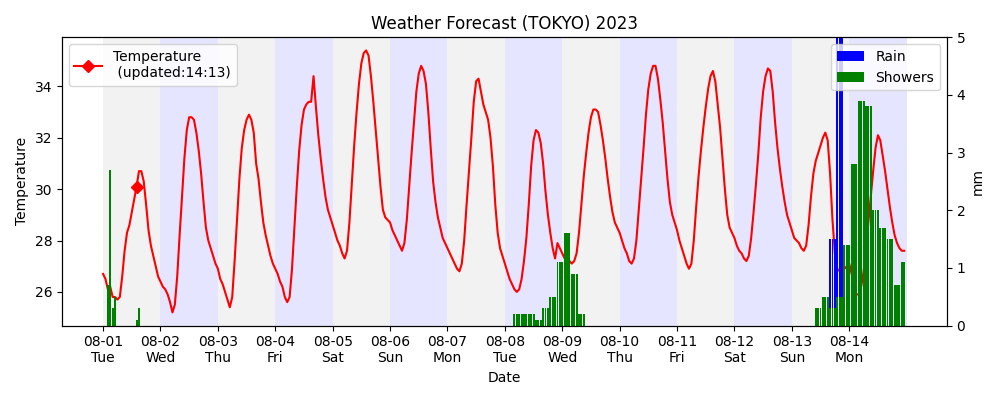 Weather Forecast (TOKYO) 2023
Temperature
(updated:14:13)
Rain
Showers
Temperature
34
32
30
28
26
5
4
3
2
1
0
mm
08-01 08-02 08-03 08-04 08-05 08-06 08-07 08-08 08-09 08-10 08-11 08-12 08-13 08-14
Tue Wed Thu Fri Sat Sun Mon Tue Wed Thu Fri Sat Sun Mon
Date